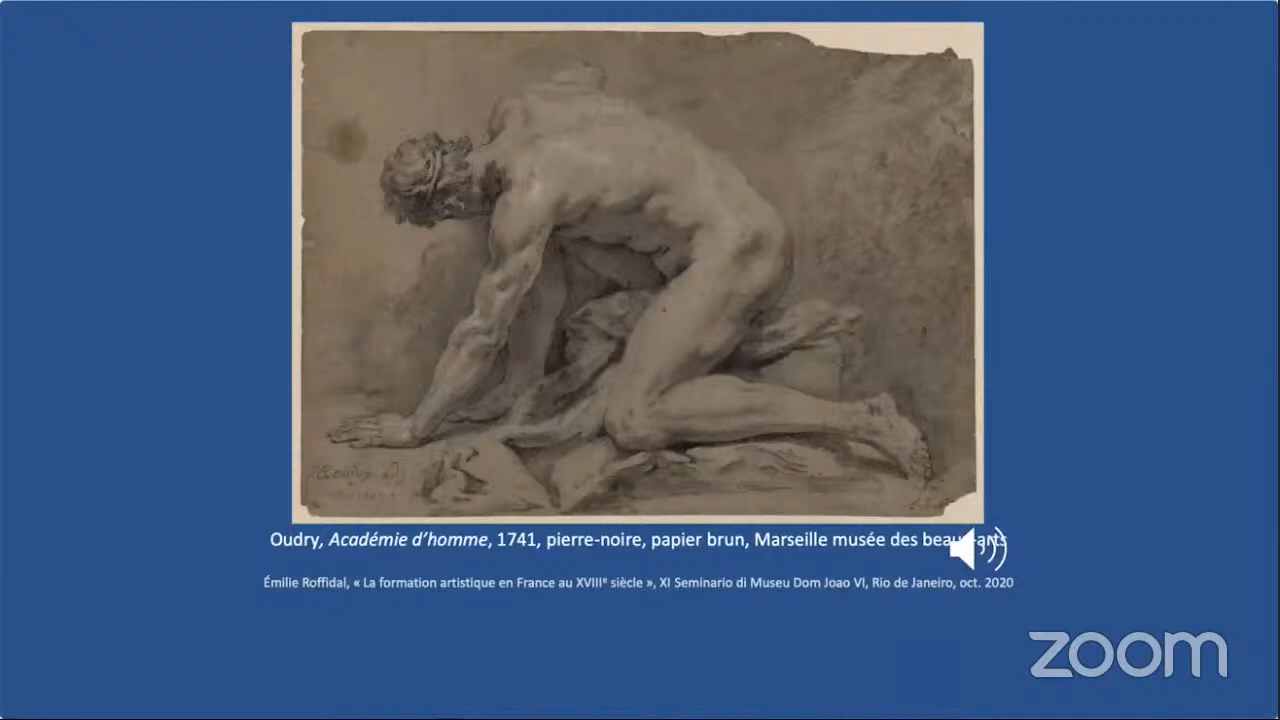 Oudry, Académie d'homme, 1741, pierre-noire, papier brun, Marseille musée des beaux-arts
Émilie Roffidal, « La formation artistique en France au XVIIIᵉ siècle », XI Seminario di Museu Dom Joao VI, Rio de Janeiro, oct. 2020
zoom